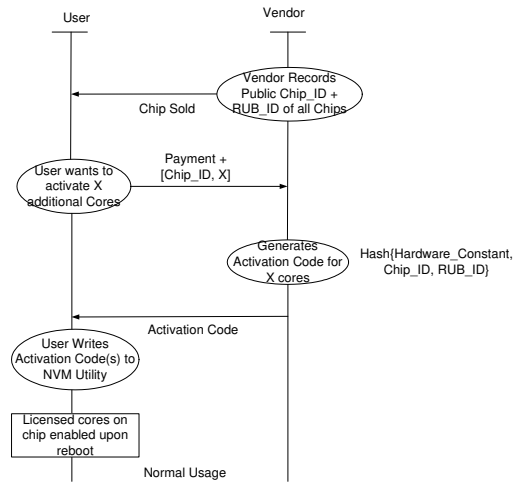 User
Vendor
Vendor Records
Public Chip_ID +
RUB_ID of all Chips
Chip Sold
User wants to
activate X
additional Cores
Payment +
[Chip_ID, X]
Generates
Activation Code for
X cores
Hash{Hardware_Constant,
Chip_ID, RUB_ID}
Activation Code
User Writes
Activation Code(s) to
NVM Utility
Licensed cores on
chip enabled upon
reboot
Normal Usage